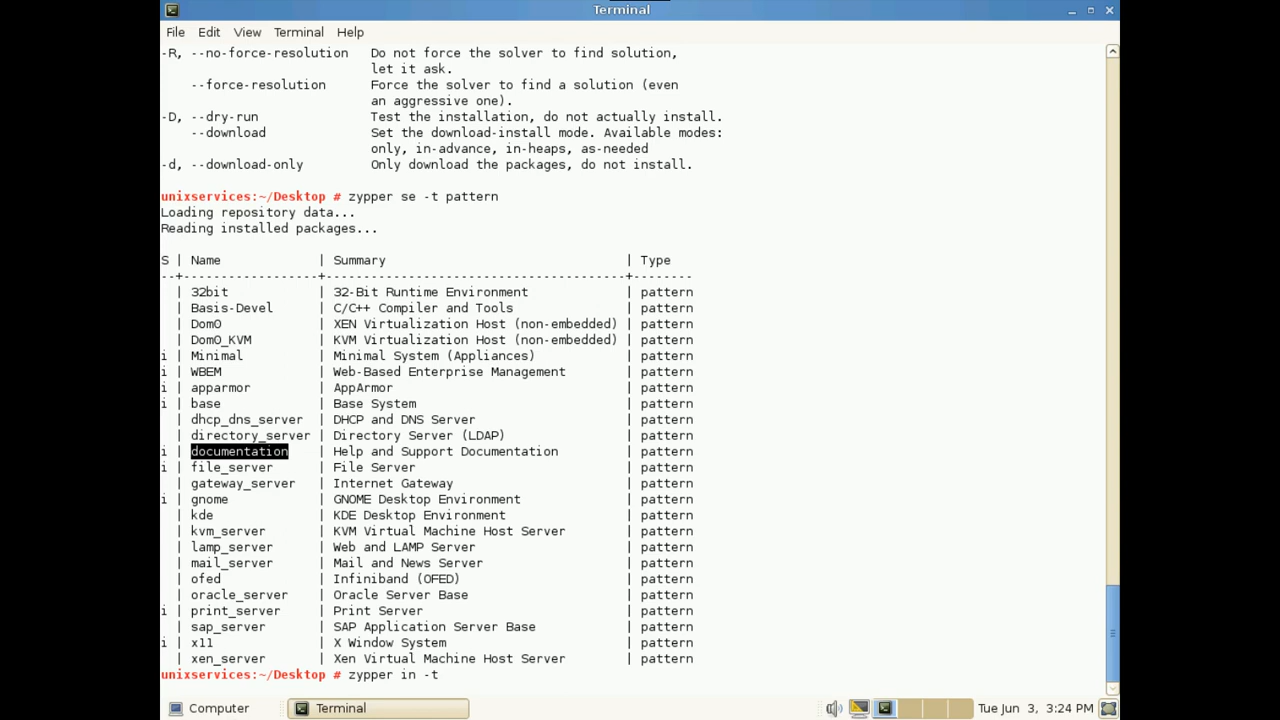 Terminal
File Edit View Terminal Help
-R, --no-force-resolution   Do not force the solver to find solution,
                            let it ask.
    --force-resolution      Force the solver to find a solution (even
                            an aggressive one).
-D, --dry-run               Test the installation, do not actually install.
    --download              Set the download-install mode. Available modes:
                            only, in-advance, in-heaps, as-needed
-d, --download-only         Only download the packages, do not install.
unixservices:~/Desktop # zypper se -t pattern
Loading repository data...
Reading installed packages...
S | Name             | Summary                               | Type
--+------------------+---------------------------------------+--------
  | 32bit            | 32-Bit Runtime Environment            | pattern
  | Basis-Devel      | C/C++ Compiler and Tools              | pattern
  | Dom0             | XEN Virtualization Host (non-embedded) | pattern
  | Dom0_KVM         | KVM Virtualization Host (non-embedded) | pattern
i | Minimal          | Minimal System (Appliances)           | pattern
i | WBEM             | Web-Based Enterprise Management       | pattern
i | apparmor         | AppArmor                              | pattern
i | base             | Base System                           | pattern
  | dhcp_dns_server  | DHCP and DNS Server                   | pattern
  | directory_server | Directory Server (LDAP)               | pattern
i | documentation    | Help and Support Documentation        | pattern
i | file_server      | File Server                           | pattern
  | gateway_server   | Internet Gateway                      | pattern
i | gnome            | GNOME Desktop Environment             | pattern
  | kde              | KDE Desktop Environment               | pattern
  | kvm_server       | KVM Virtual Machine Host Server       | pattern
  | lamp_server      | Web and LAMP Server                   | pattern
  | mail_server      | Mail and News Server                  | pattern
  | ofed             | Infiniband (OFED)                     | pattern
  | oracle_server    | Oracle Server Base                    | pattern
i | print_server     | Print Server                          | pattern
  | sap_server       | SAP Application Server Base           | pattern
i | x11              | X Window System                       | pattern
  | xen_server       | Xen Virtual Machine Host Server       | pattern
unixservices:~/Desktop # zypper in -t
Computer Terminal Tue Jun 3, 3:24 PM